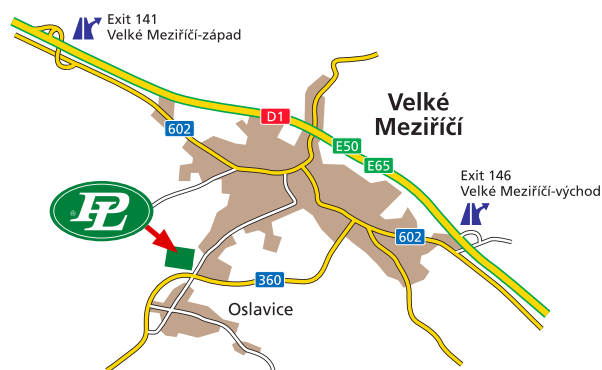 Exit 141
Velké Meziříčí-západ
D1
Velké
Meziříčí
602
E50
E65
Exit 146
Velké Meziříčí-východ
PL
®
602
360
Oslavice